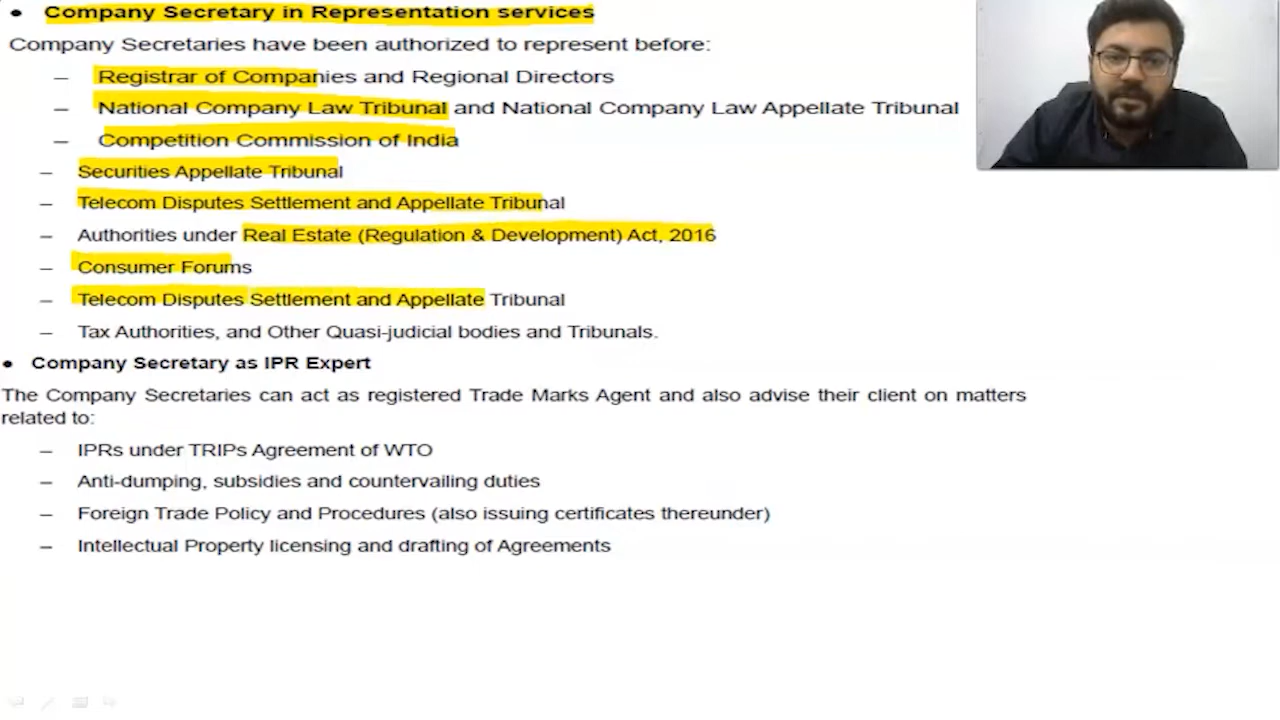 • Company Secretary in Representation services
Company Secretaries have been authorized to represent before:
– Registrar of Companies and Regional Directors
– National Company Law Tribunal and National Company Law Appellate Tribunal
– Competition Commission of India
– Securities Appellate Tribunal
– Telecom Disputes Settlement and Appellate Tribunal
– Authorities under Real Estate (Regulation & Development) Act, 2016
– Consumer Forums
– Telecom Disputes Settlement and Appellate Tribunal
– Tax Authorities, and Other Quasi-judicial bodies and Tribunals.
• Company Secretary as IPR Expert
The Company Secretaries can act as registered Trade Marks Agent and also advise their client on matters
related to:
– IPRs under TRIPs Agreement of WTO
– Anti-dumping, subsidies and countervailing duties
– Foreign Trade Policy and Procedures (also issuing certificates thereunder)
– Intellectual Property licensing and drafting of Agreements